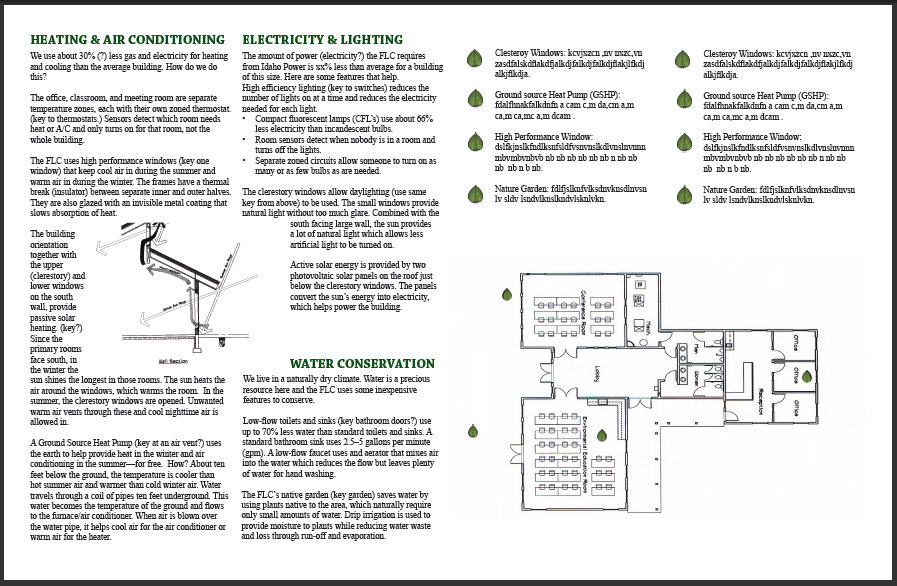 HEATING & AIR CONDITIONING
We use about 30% (?) less gas and electricity for heating
and cooling than the average building. How do we do
this?
The office, classroom, and meeting room are separate
temperature zones, each with their own zoned thermostat.
(key to thermostats.) Sensors detect which room needs
heat or A/C and only turns on for that room, not the
whole building.
The FLC uses high performance windows (key one
window) that keep cool air in during the summer and
warm air in during the winter. The frames have a thermal
break (insulator) between separate inner and outer halves.
They are also glazed with an invisible metal coating that
slows absorption of heat.
The building
orientation
together with
the upper
(clerestory) and
lower windows
on the south
wall, provide
passive solar
heating. (key?)
Since the
primary rooms
face south, in
the winter the
sun shines the longest in those rooms. The sun heats the
air around the windows, which warms the room. In the
summer, the clerestory windows are opened. Unwanted
warm air vents through these and cool nighttime air is
allowed in.
A Ground Source Heat Pump (key at an air vent?) uses
the earth to help provide heat in the winter and air
conditioning in the summer—for free. How? About ten
feet below the ground, the temperature is cooler than
hot summer air and warmer than cold winter air. Water
travels through a coil of pipes ten feet underground. This
water becomes the temperature of the ground and flows
to the furnace/air conditioner. When air is blown over
the water pipe, it helps cool air for the air conditioner or
warm air for the heater.
Wall Section
ELECTRICITY & LIGHTING
The amount of power (electricity?) the FLC requires
from Idaho Power is xx% less than average for a building
of this size. Here are some features that help.
High efficiency lighting (key to switches) reduces the
number of lights on at a time and reduces the electricity
needed for each light.
• Compact fluorescent lamps (CFL's) use about 66%
less electricity than incandescent bulbs.
• Room sensors detect when nobody is in a room and
turns off the lights.
• Separate zoned circuits allow someone to turn on as
many or as few bulbs as are needed.
The clerestory windows allow daylighting (use same
key from above) to be used. The small windows provide
natural light without too much glare. Combined with the
south facing large wall, the sun provides
a lot of natural light which allows less
artificial light to be turned on.
Active solar energy is provided by two
photovoltaic solar panels on the roof just
below the clerestory windows. The panels
convert the sun's energy into electricity,
which helps power the building.
WATER CONSERVATION
We live in a naturally dry climate. Water is a precious
resource and the FLC uses some inexpensive
features to conserve.
Low-flow toilets and sinks (key bathroom doors?) use
up to 70% less water than standard toilets and sinks. A
standard bathroom sink uses 2.5–5 gallons per minute
(gpm). A low-flow faucet uses and aerator that mixes air
into the water which reduces the flow but leaves plenty
of water for hand washing.
The FLC's native garden (key garden) saves water by
using plants native to the area, which naturally require
only small amounts of water. Drip irrigation is used to
provide moisture to plants while reducing water waste
and loss through run-off and evaporation.
Clesteroy Windows: kcvjxzcn ,nv nxzc,vn
zasdfalskdflakdfjalkdjfalkdjfalkdjflakjlfkdj
alkjflkdja.
Ground source Heat Pump (GSHP):
fdalfhnakfalkdnfn a cam c,m da,cm a,m
ca,m ca,mc a,m dcam .
High Performance Window:
dslfkjnslkfndlksnfsldfvsnvnslkdlvnslnvnnn
mbvmbvnbvb nb nb nb nb nb nb n nb nb
nb nb n b nb.
Nature Garden: fdlfjslknfvlksdnvknsdlnvsn
lv sldv lsndvlknslkndvlsknlvkn.
Clesteroy Windows: kcvjxzcn ,nv nxzc,vn
zasdfalskdflakdfjalkdjfalkdjfalkdjflakjlfkdj
alkjflkdja.
Ground source Heat Pump (GSHP):
fdalfhnakfalkdnfn a cam c,m da,cm a,m
ca,m ca,mc a,m dcam .
High Performance Window:
dslfkjnslkfndlksnfsldfvsnvnslkdlvnslnvnnn
mbvmbvnbvb nb nb nb nb nb nb n nb nb
nb nb n b nb.
Nature Garden: fdlfjslknfvlksdnvknsdlnvsn
lv sldv lsndvlknslkndvlsknlvkn.
Conference Room
Mech
Men
Women
Lobby
Reception
Office
Office
Office
Environmental Education Room